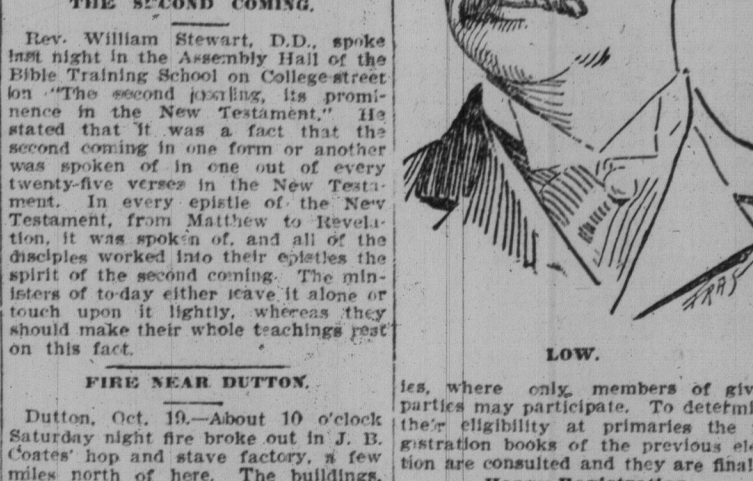 THE SECOND COMING.
Rev. William Stewart, D.D., spoke
last night in the Assembly Hall of the
Bible Training School on College street
on "The second its promi-
nence in the New Testament." He
stated that it was a fact that the
second coming in one form or another
was spoken of in one out of every
twenty-five verses in the New Testa-
ment. In every epistle of the New
Testament, from Matthew to Revela-
tion, it was spoken of, and all of the
disciples worked into their epistles the
spirit of the second coming. The min-
isters of to-day either leave it alone or
touch upon it lightly, whereas they
should make their whole teachings rest
on this fact.
FIRE NEAR DUTTON.
Dutton, Oct. 19.—About 10 o'clock
Saturday night fire broke out in J. B.
Coates' hop and stave factory, a few
miles north of here. The buildings,
LOW.
ies, where only members of giv
parties may participate. To determi
their eligibility at primaries the
gistration books of the previous el-
tion are consulted and they are final